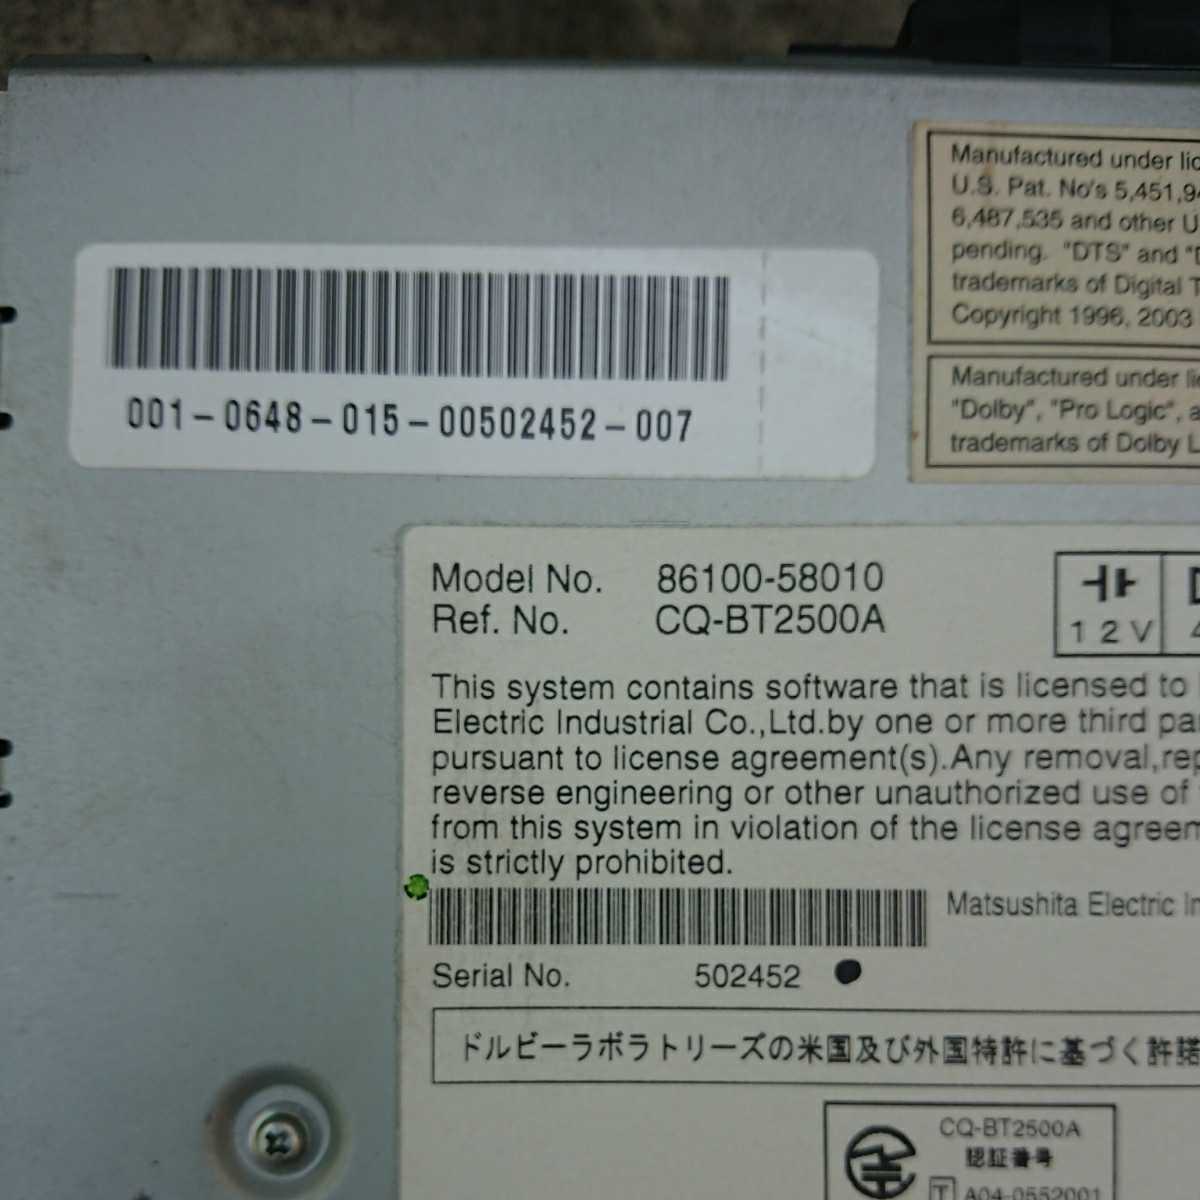 Manufactured under
U.S. Pat. No's
6,487,535 and other
pending. "DTS" and
trademarks of Digital
Copyright 1996, 2003
Manufactured under
"Dolby", "Pro Logic",
trademarks of Dolby
001-0648-015-00502452-007
Model No. 86100-58010
Ref. No. CQ-BT2500A
12V
This system contains software that is licensed to
Electric Industrial Co.,Ltd.by one or more third
pursuant to license agreement(s).Any removal,
reverse engineering or other unauthorized use of
from this system in violation of the license
is strictly prohibited.
Matsushita Electric
Serial No. 502452
ドルビーラボラトリーズの米国及び外国特許に基づく許諾
CQ-BT2500A
認証番号
T A04-0552001